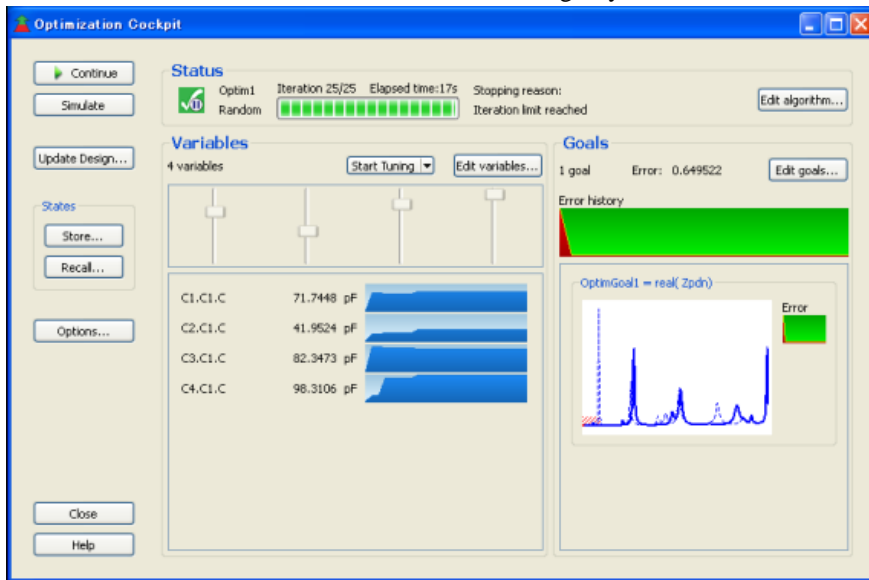 Optimization Cockpit
Continue
Simulate
Update Design...
States
Store...
Recall...
Options...
Close
Help
Status
Optim1 Iteration 25/25 Elapsed time:17s Stopping reason:
Random Iteration limit reached
Edit algorithm...
Variables
4 variables Start Tuning Edit variables...
C1.C1.C 71.7448 pF
C2.C1.C 41.9524 pF
C3.C1.C 82.3473 pF
C4.C1.C 98.3106 pF
Goals
1 goal Error: 0.649522 Edit goals...
Error history
OptimGoal1 = real( Zpdn)
Error